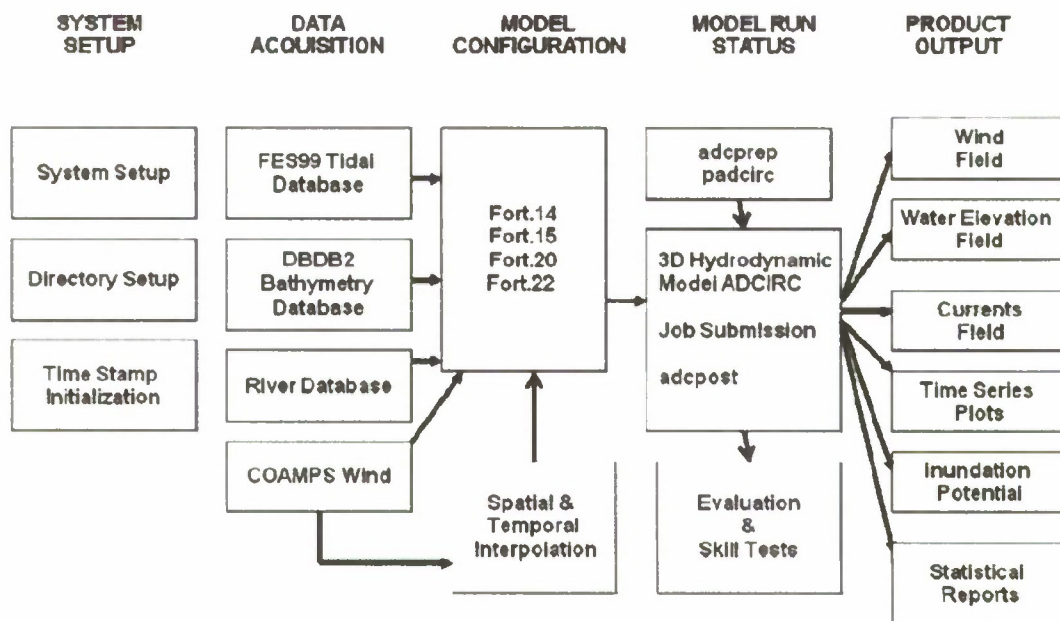 SYSTEM
SETUP
DATA
ACQUISITION
MODEL
CONFIGURATION
MODEL RUN
STATUS
PRODUCT
OUTPUT
System Setup
Directory Setup
Time Stamp
Initialization
FES99 Tidal
Database
DBDB2
Bathymetry
Database
River Database
COAMPS Wind
Fort.14
Fort.15
Fort.20
Fort.22
Spatial &
Temporal
Interpolation
adcprep
padcirc
3D Hydrodynamic
Model ADCIRC
Job Submission
adcpost
Evaluation
&
Skill Tests
Wind
Field
Water Elevation
Field
Currents
Field
Time Series
Plots
Inundation
Potential
Statistical
Reports